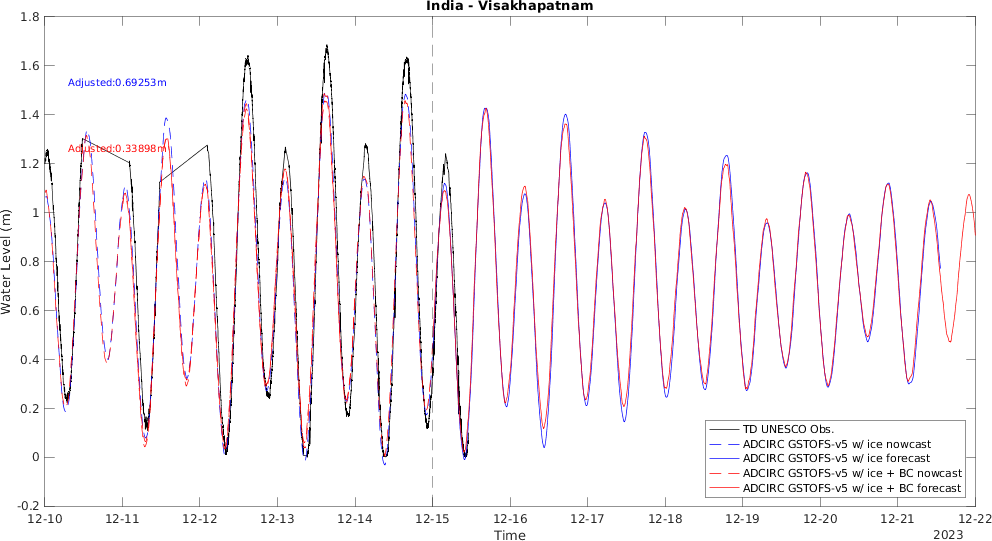 India - Visakhapatnam
1.8
1.6
1.4
1.2
1
0.8
0.6
0.4
0.2
0
-0.2
Water Level (m)
Adjusted:0.69253m
Adjusted:0.33898m
TD UNESCO Obs.
ADCIRC GSTOFS-v5 w/ ice nowcast
ADCIRC GSTOFS-v5 w/ ice forecast
ADCIRC GSTOFS-v5 w/ ice + BC nowcast
ADCIRC GSTOFS-v5 w/ ice + BC forecast
12-10 12-11 12-12 12-13 12-14 12-15 12-16 12-17 12-18 12-19 12-20 12-21 12-22
Time
2023